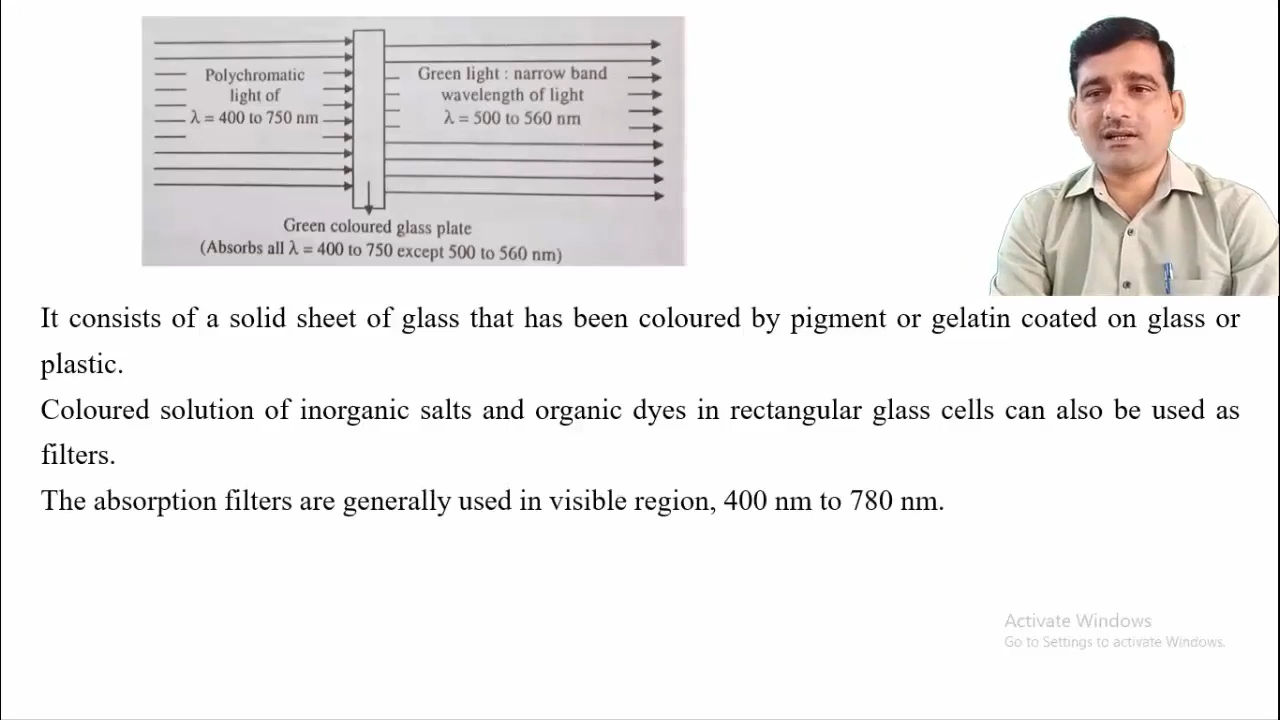 Polychromatic
light of
λ = 400 to 750 nm
Green light : narrow band
wavelength of light
λ = 500 to 560 nm
Green coloured glass plate
(Absorbs all λ = 400 to 750 except 500 to 560 nm)
It consists of a solid sheet of glass that has been coloured by pigment or gelatin coated on glass or
plastic.
Coloured solution of inorganic salts and organic dyes in rectangular glass cells can also be used as
filters.
The absorption filters are generally used in visible region, 400 nm to 780 nm.
Activate Windows
Go to Settings to activate Windows.